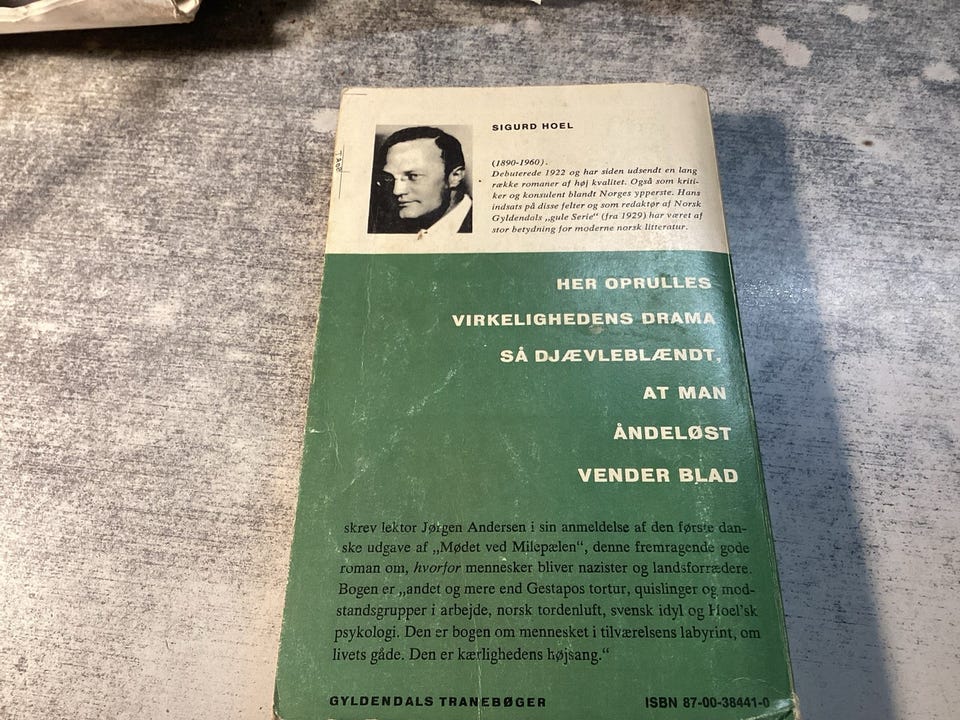 SIGURD HOEL
(1890-1960).
Debuterede 1922 og har siden udsendt en lang
række romaner af høj kvalitet. Også som kriti-
ker og konsulent blandt Norges ypperste. Hans
indsats på disse felter og som redaktør af Norsk
Gyldendals „gule Serie“ (fra 1929) har været af
stor betydning for moderne norsk litteratur.
HER OPRULLES
VIRKELIGHEDENS DRAMA
SÅ DJÆVLEBLÆNDT,
AT MAN
ÅNDELØST
VENDER BLAD
skrev lektor Jørgen Andersen i sin anmeldelse af den første dan-
ske udgave af „Mødet ved Milepælen“, denne fremragende gode
roman om, hvorfor mennesker bliver nazister og landsforrædere.
Bogen er „andet og mere end Gestapos tortur, quislinger og mod-
standsgrupper i arbejde, norsk tordenluft, svensk idyl og Hoel'sk
psykologi. Den er bogen om mennesket i tilværelsens labyrint, om
livets gåde. Den er kærlighedens højsang.“
GYLDENDALS TRANEBØGER
ISBN 87-00-38441-0